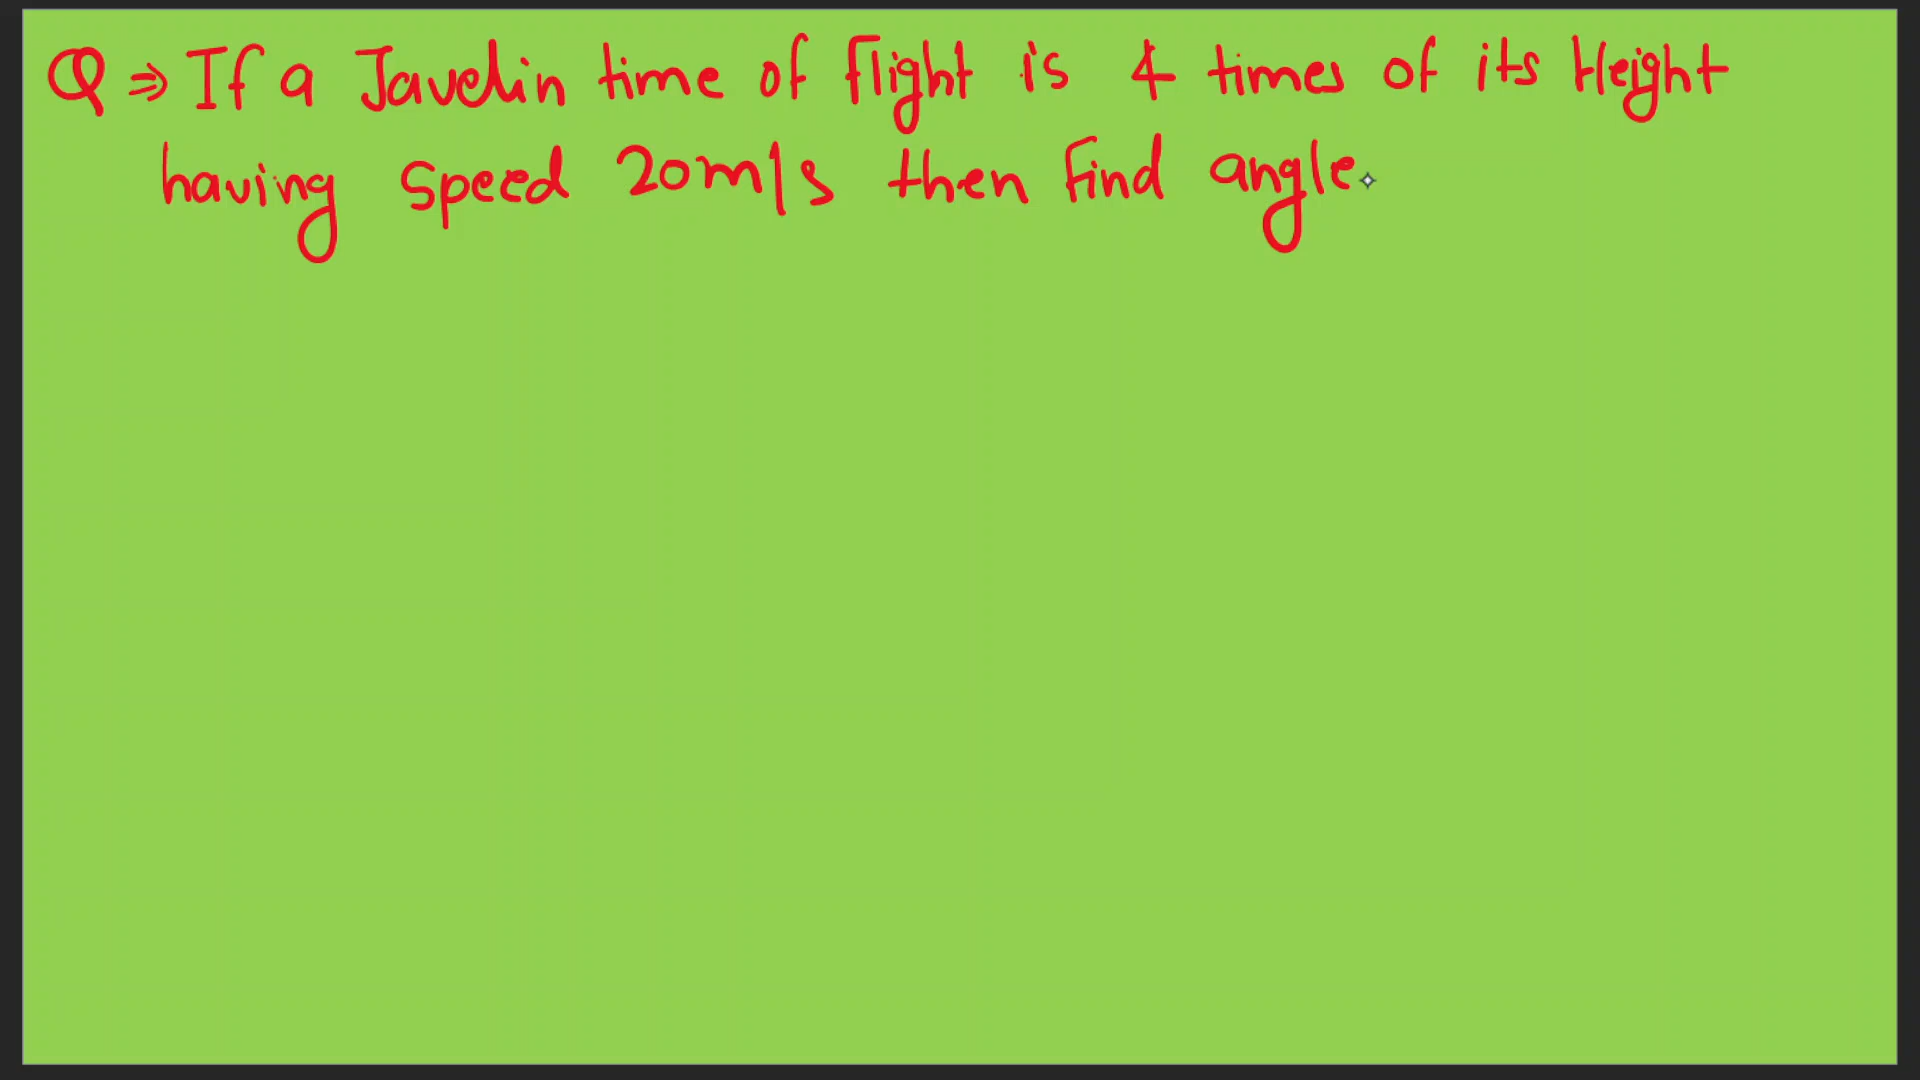 Q ⇒ If a Javelin time of flight is 4 times of its Height
having speed 20m/s then find angle.